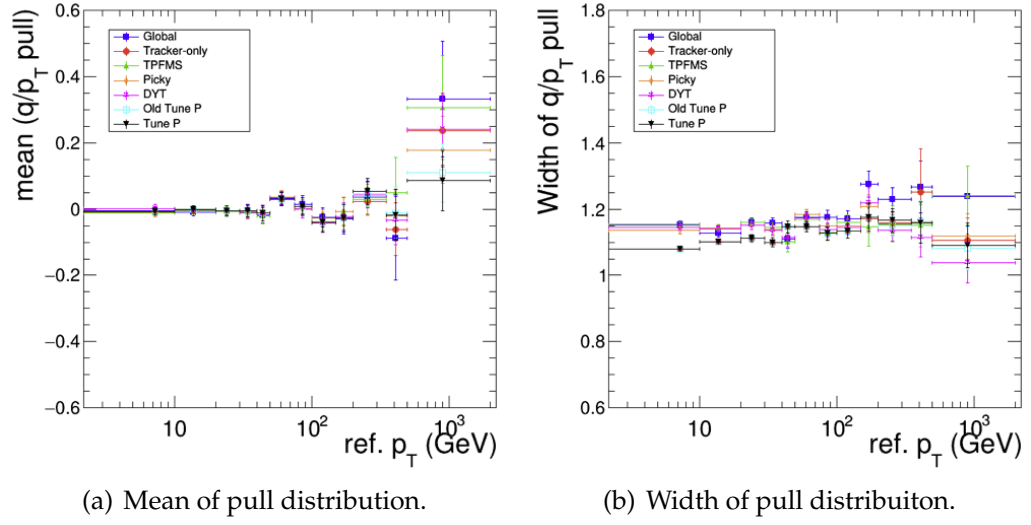 mean (q/p_T pull)
0.6
0.4
0.2
0
−0.2
−0.4
−0.6
Global
Tracker-only
TPFMS
Picky
DYT
Old Tune P
Tune P
10
10^2
10^3
ref. p_T (GeV)
(a) Mean of pull distribution.
Width of q/p_T pull
1.8
1.6
1.4
1.2
1
0.8
0.6
Global
Tracker-only
TPFMS
Picky
DYT
Old Tune P
Tune P
10
10^2
10^3
ref. p_T (GeV)
(b) Width of pull distribuiton.